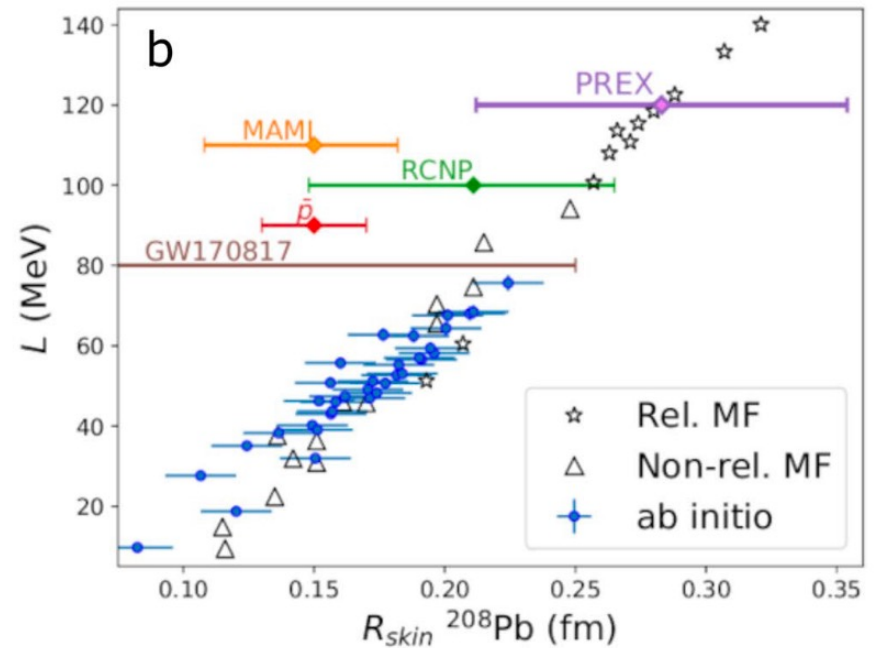 b
140
120
100
80
60
40
20
L (MeV)
PREX
MAMI
RCNP
p̄
GW170817
Rel. MF
Non-rel. MF
ab initio
0.10 0.15 0.20 0.25 0.30 0.35
R_skin ²⁰⁸Pb (fm)